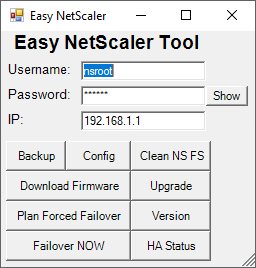 Easy NetScaler
Easy NetScaler Tool
Username: nsroot
Password: ****** Show
IP: 192.168.1.1
Backup Config Clean NS FS
Download Firmware Upgrade
Plan Forced Failover Version
Failover NOW HA Status